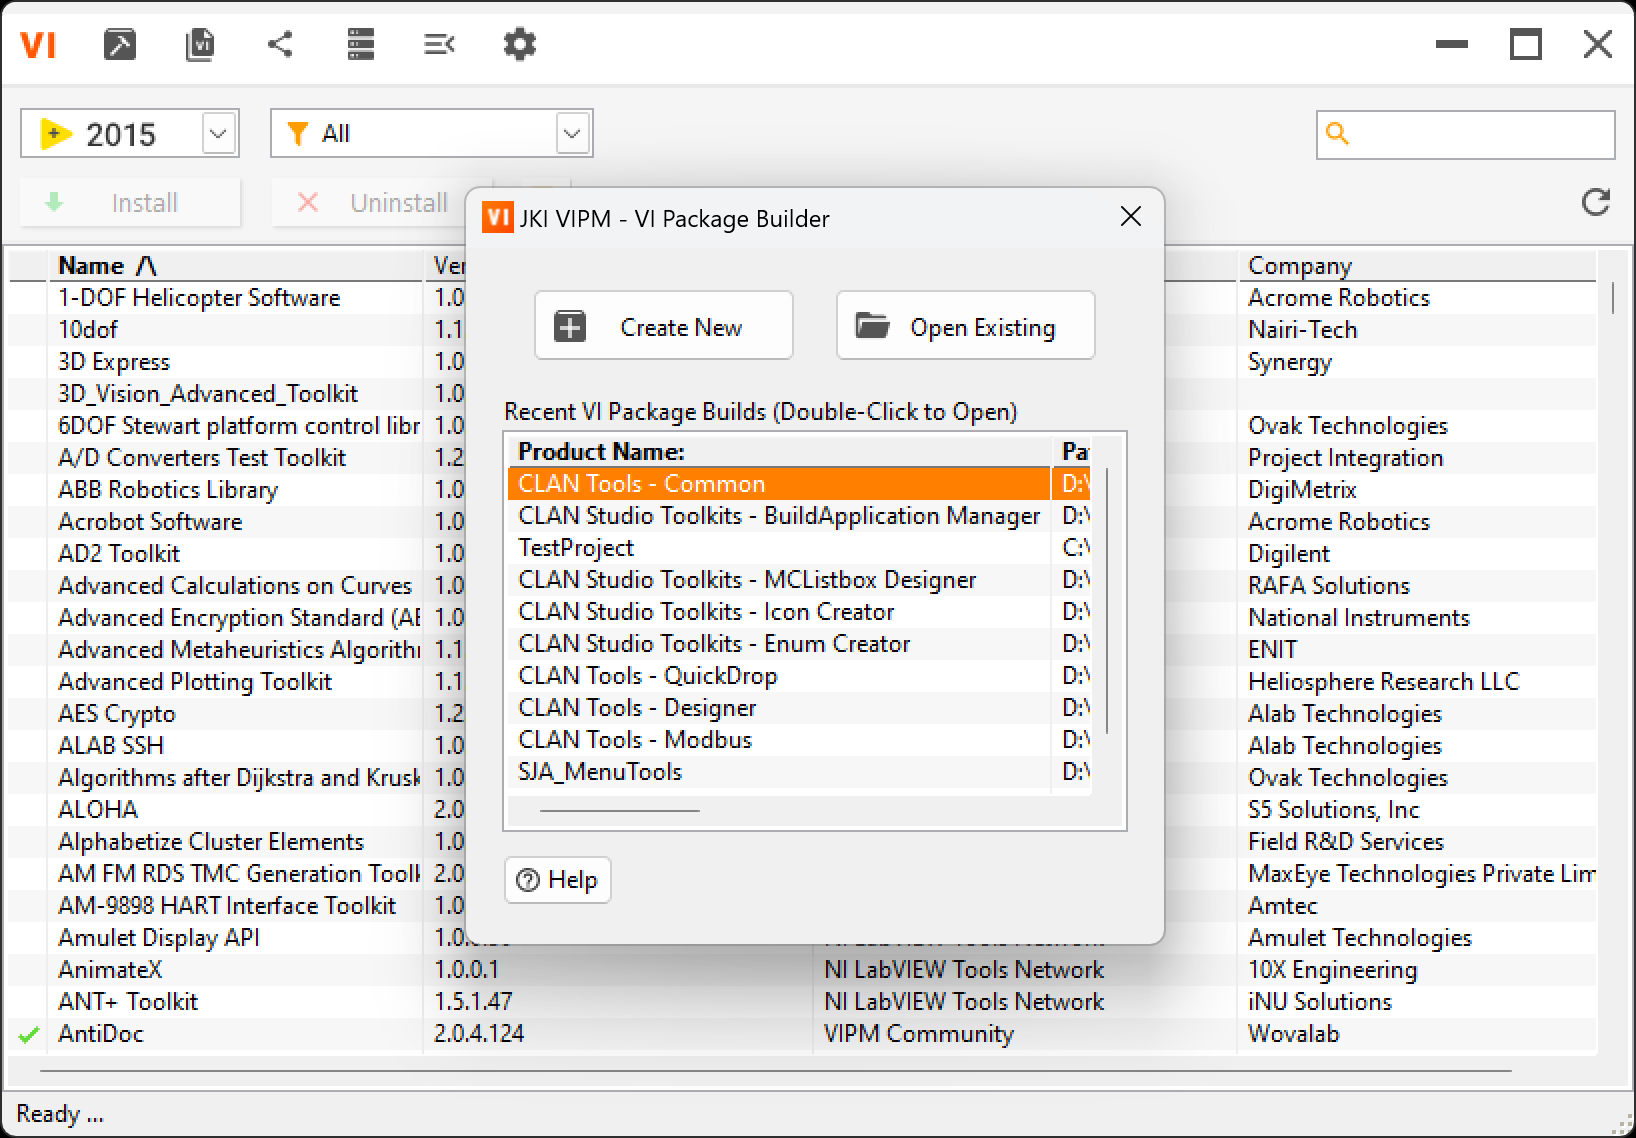 VI
VI
2015
All
Install
Uninstall
Name
Company
1-DOF Helicopter Software 1.0 Acrome Robotics
10dof 1.1 Nairi-Tech
3D Express 1.0 Synergy
3D_Vision_Advanced_Toolkit 1.0
6DOF Stewart platform control libr 1.0 Ovak Technologies
A/D Converters Test Toolkit 1.2 Project Integration
ABB Robotics Library 1.0 DigiMetrix
Acrobot Software 1.0 Acrome Robotics
AD2 Toolkit 1.0 Digilent
Advanced Calculations on Curves 1.0 RAFA Solutions
Advanced Encryption Standard (AE 1.0 National Instruments
Advanced Metaheuristics Algorith 1.1 ENIT
Advanced Plotting Toolkit 1.1 Heliosphere Research LLC
AES Crypto 1.2 Alab Technologies
ALAB SSH 1.0 Alab Technologies
Algorithms after Dijkstra and Krusk 1.0 Ovak Technologies
ALOHA 2.0 S5 Solutions, Inc
Alphabetize Cluster Elements 1.0 Field R&D Services
AM FM RDS TMC Generation Toolk 2.0 MaxEye Technologies Private Lim
AM-9898 HART Interface Toolkit 1.0 Amtec
Amulet Display API 1.0 Amulet Technologies
AnimateX 1.0.0.1 NI LabVIEW Tools Network 10X Engineering
ANT+ Toolkit 1.5.1.47 NI LabVIEW Tools Network iNU Solutions
AntiDoc 2.0.4.124 VIPM Community Wovalab
Ready ...
VI JKI VIPM - VI Package Builder
Create New
Open Existing
Recent VI Package Builds (Double-Click to Open)
Product Name:
CLAN Tools - Common D:\
CLAN Studio Toolkits - BuildApplication Manager D:\
TestProject C:\
CLAN Studio Toolkits - MCListbox Designer D:\
CLAN Studio Toolkits - Icon Creator D:\
CLAN Studio Toolkits - Enum Creator D:\
CLAN Tools - QuickDrop D:\
CLAN Tools - Designer D:\
CLAN Tools - Modbus D:\
SJA_MenuTools D:\
Help